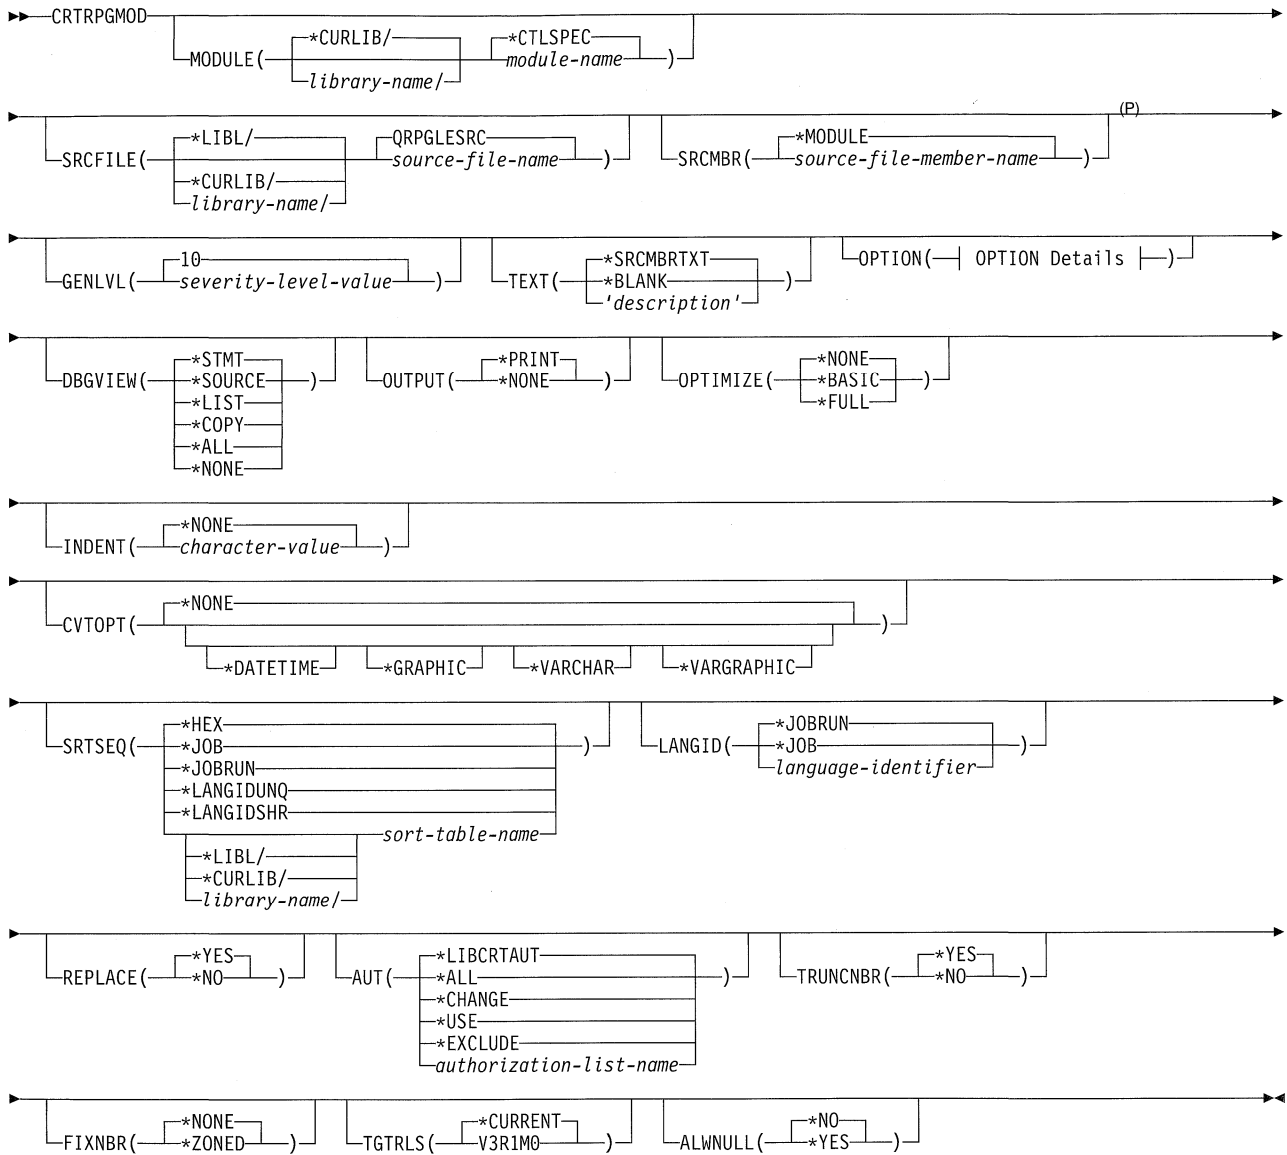 CRTRPGMOD
MODULE( *CURLIB/ *CTLSPEC )
library-name/ module-name
(P)
SRCFILE( *LIBL/ QRPGLESRC ) SRCMBR( *MODULE )
source-file-name source-file-member-name
*CURLIB/
library-name/
GENLVL( 10 ) TEXT( *SRCMBRTXT ) OPTION( OPTION Details )
severity-level-value *BLANK
'description'
DBGVIEW( *STMT ) OUTPUT( *PRINT ) OPTIMIZE( *NONE )
*SOURCE *NONE *BASIC
*LIST *FULL
*COPY
*ALL
*NONE
INDENT( *NONE )
character-value
CVTOPT( *NONE )
*DATETIME *GRAPHIC *VARCHAR *VARGRAPHIC
SRTSEQ( *HEX ) LANGID( *JOBRUN )
*JOB *JOB
*JOBRUN language-identifier
*LANGIDUNQ
*LANGIDSHR
sort-table-name
*LIBL/
*CURLIB/
library-name/
REPLACE( *YES ) AUT( *LIBCRTAUT ) TRUNCNBR( *YES )
*NO *ALL *NO
*CHANGE
*USE
*EXCLUDE
authorization-list-name
FIXNBR( *NONE ) TGTRLS( *CURRENT ) ALWNULL( *NO )
*ZONED V3R1M0 *YES